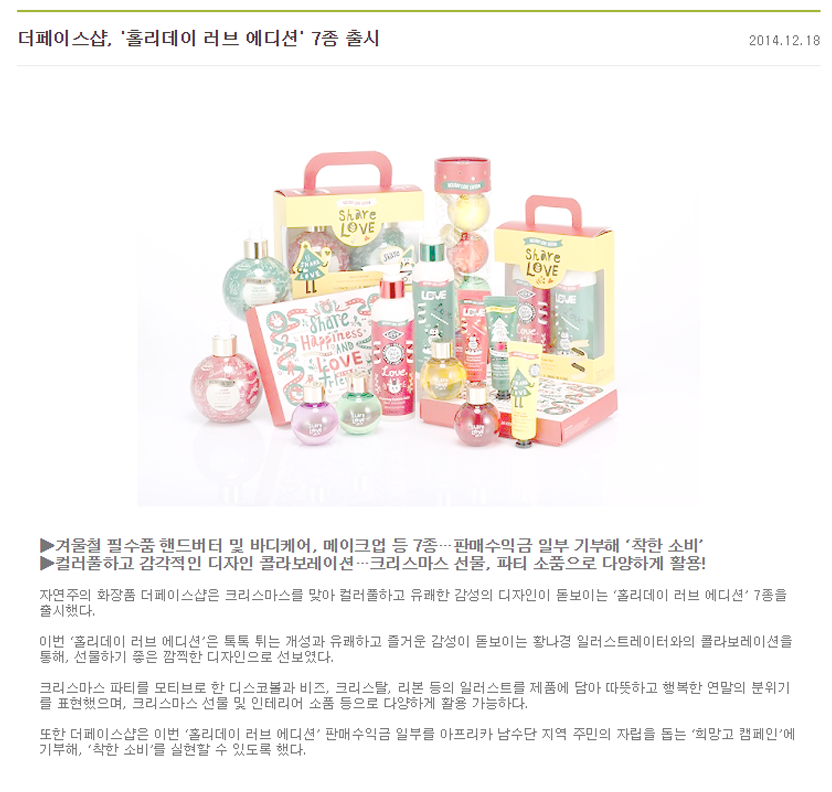 더페이스샵, '홀리데이 러브 에디션' 7종 출시
2014.12.18
Share
LOVE
Share
LOVE
SHARE
LOVE
Share
LOVE
Share
Happiness
AND
LOVE
LOVE
Love
LOVE
▶겨울철 필수품 핸드버터 및 바디케어, 메이크업 등 7종…판매수익금 일부 기부해 ‘착한 소비’
▶컬러풀하고 감각적인 디자인 콜라보레이션…크리스마스 선물, 파티 소품으로 다양하게 활용!
자연주의 화장품 더페이스샵은 크리스마스를 맞아 컬러풀하고 유쾌한 감성의 디자인이 돋보이는 ‘홀리데이 러브 에디션’ 7종을
출시했다.
이번 ‘홀리데이 러브 에디션’은 톡톡 튀는 개성과 유쾌하고 즐거운 감성이 돋보이는 황나경 일러스트레이터와의 콜라보레이션을
통해, 선물하기 좋은 깜찍한 디자인으로 선보였다.
크리스마스 파티를 모티브로 한 디스코볼과 비즈, 크리스탈, 리본 등의 일러스트를 제품에 담아 따뜻하고 행복한 연말의 분위기
를 표현했으며, 크리스마스 선물 및 인테리어 소품 등으로 다양하게 활용 가능하다.
또한 더페이스샵은 이번 ‘홀리데이 러브 에디션’ 판매수익금 일부를 아프리카 남수단 지역 주민의 자립을 돕는 ‘희망고 캠페인’에
기부해, ‘착한 소비’를 실현할 수 있도록 했다.